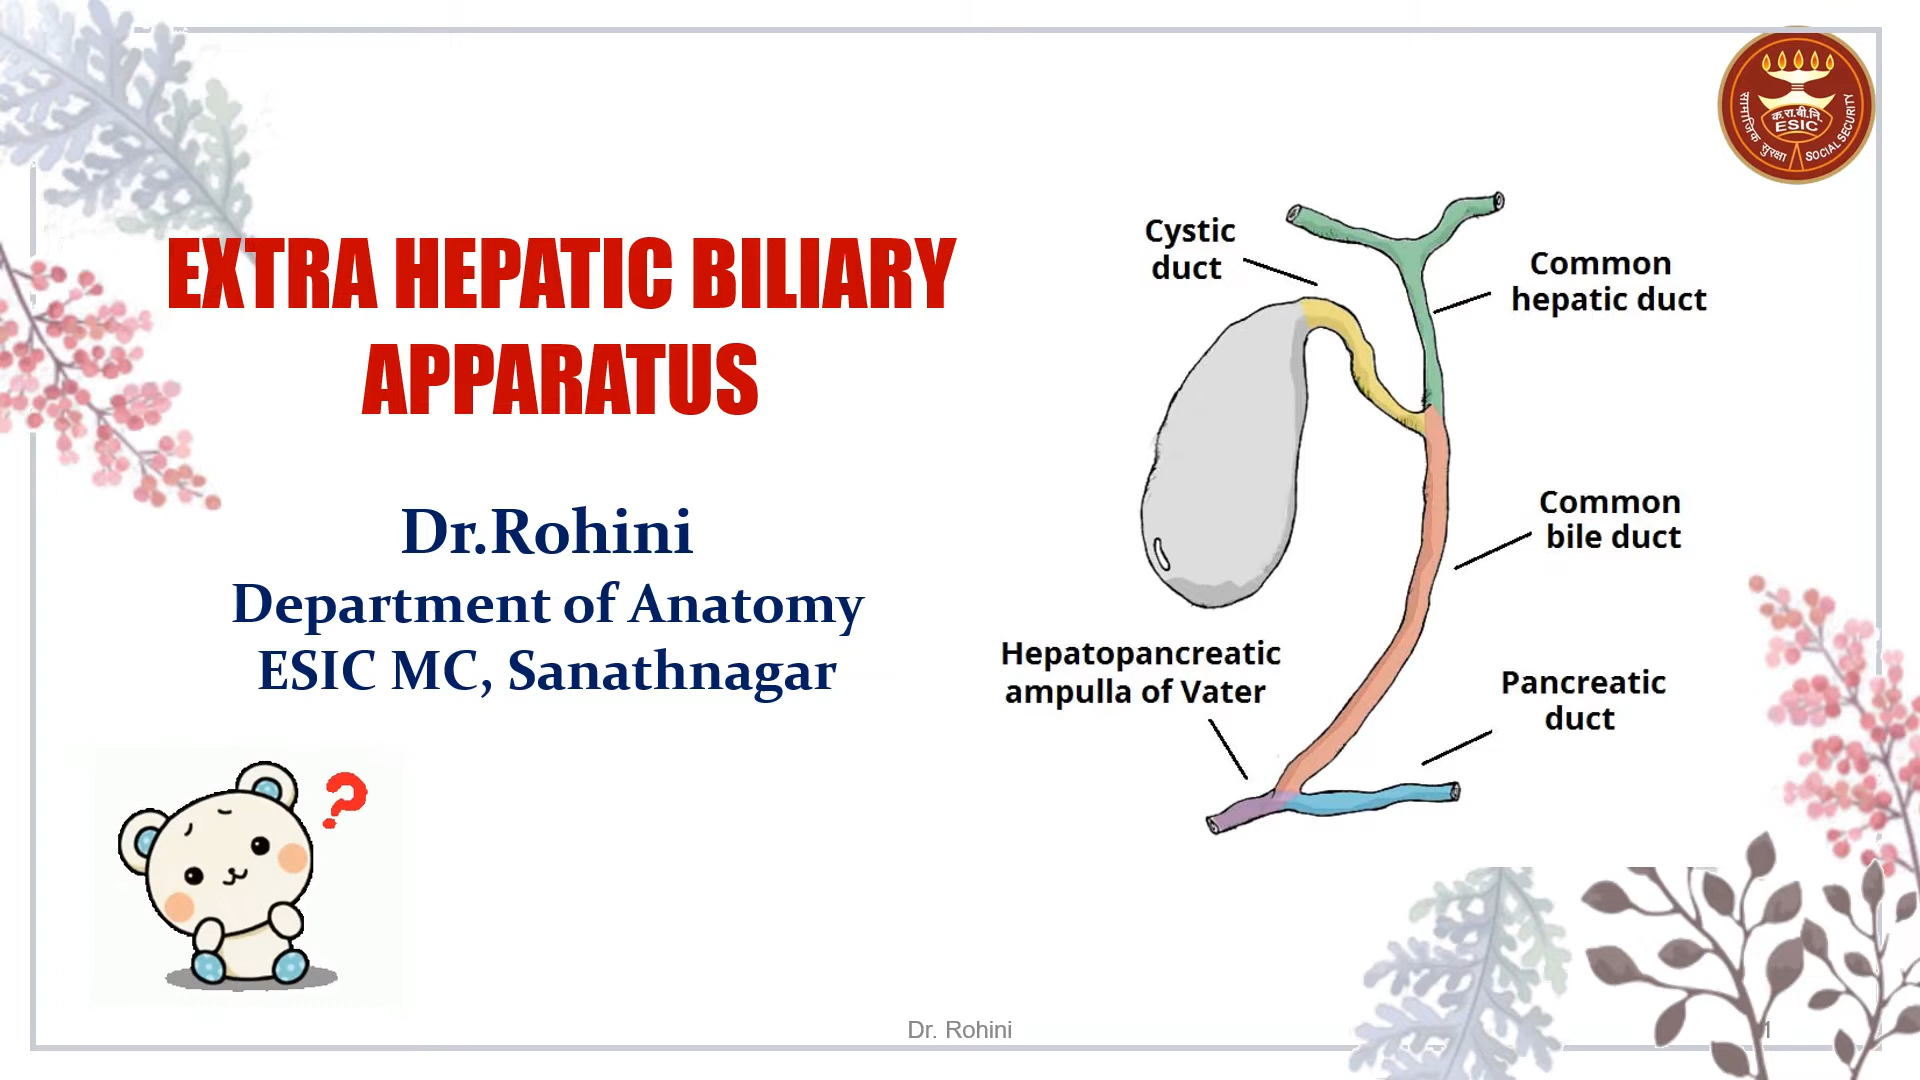 EXTRA HEPATIC BILIARY
APPARATUS
Dr.Rohini
Department of Anatomy
ESIC MC, Sanathnagar
सामाजिक सुरक्षा
क.रा.बी.नि.
ESIC
SOCIAL SECURITY
Cystic
duct
Common
hepatic duct
Common
bile duct
Hepatopancreatic
ampulla of Vater
Pancreatic
duct
?
Dr. Rohini
1